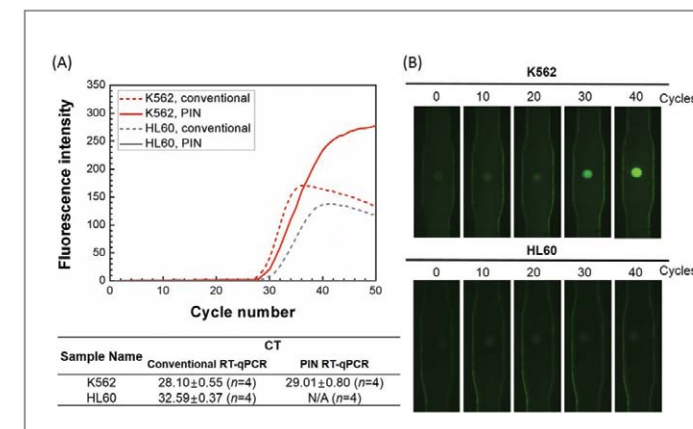 (A)
350
300
250
200
150
100
50
0
Fluorescence intensity
K562, conventional
K562, PIN
HL60, conventional
HL60, PIN
0 10 20 30 40 50
Cycle number
CT
Sample Name
Conventional RT-qPCR PIN RT-qPCR
K562 28.10±0.55 (n=4) 29.01±0.80 (n=4)
HL60 32.59±0.37 (n=4) N/A (n=4)
(B)
K562
0 10 20 30 40 Cycles
HL60
0 10 20 30 40 Cycles